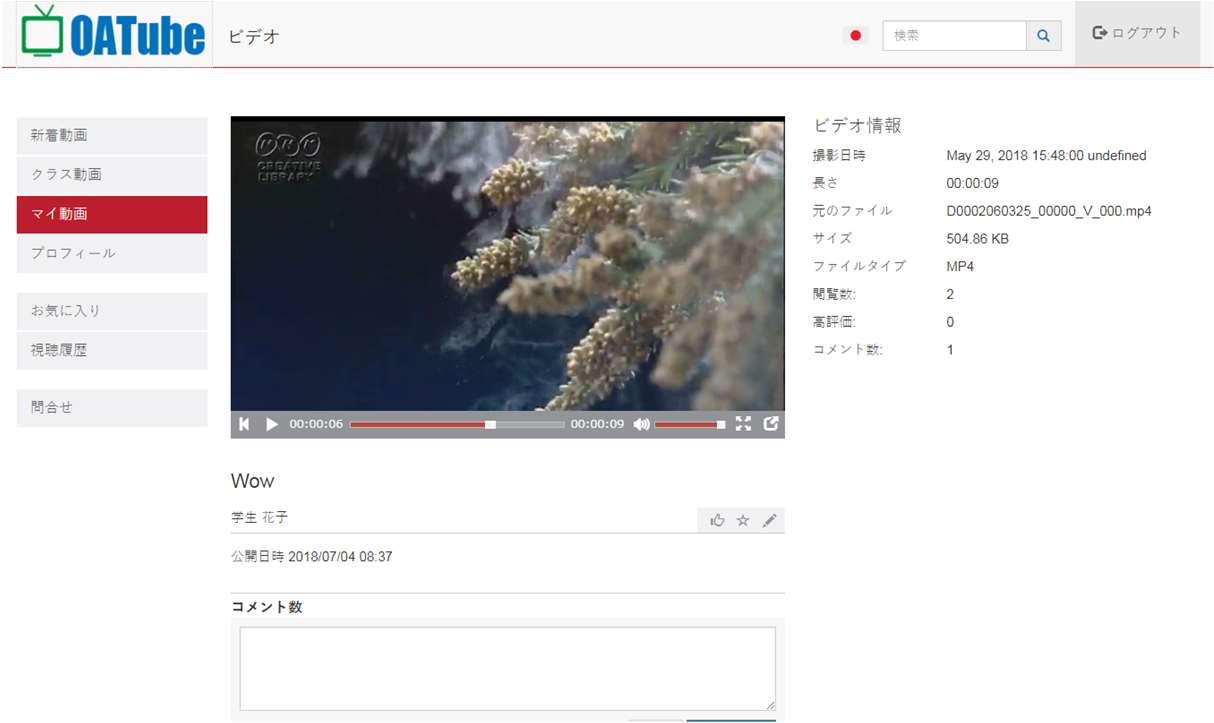 OATube
ビデオ
検索
ログアウト
新着動画
クラス動画
マイ動画
プロフィール
お気に入り
視聴履歴
問合せ
NHK
CREATIVE
LIBRARY
00:00:06
00:00:09
Wow
学生 花子
公開日時 2018/07/04 08:37
コメント数
ビデオ情報
撮影日時 May 29, 2018 15:48:00 undefined
長さ 00:00:09
元のファイル D0002060325_00000_V_000.mp4
サイズ 504.86 KB
ファイルタイプ MP4
閲覧数: 2
高評価: 0
コメント数: 1